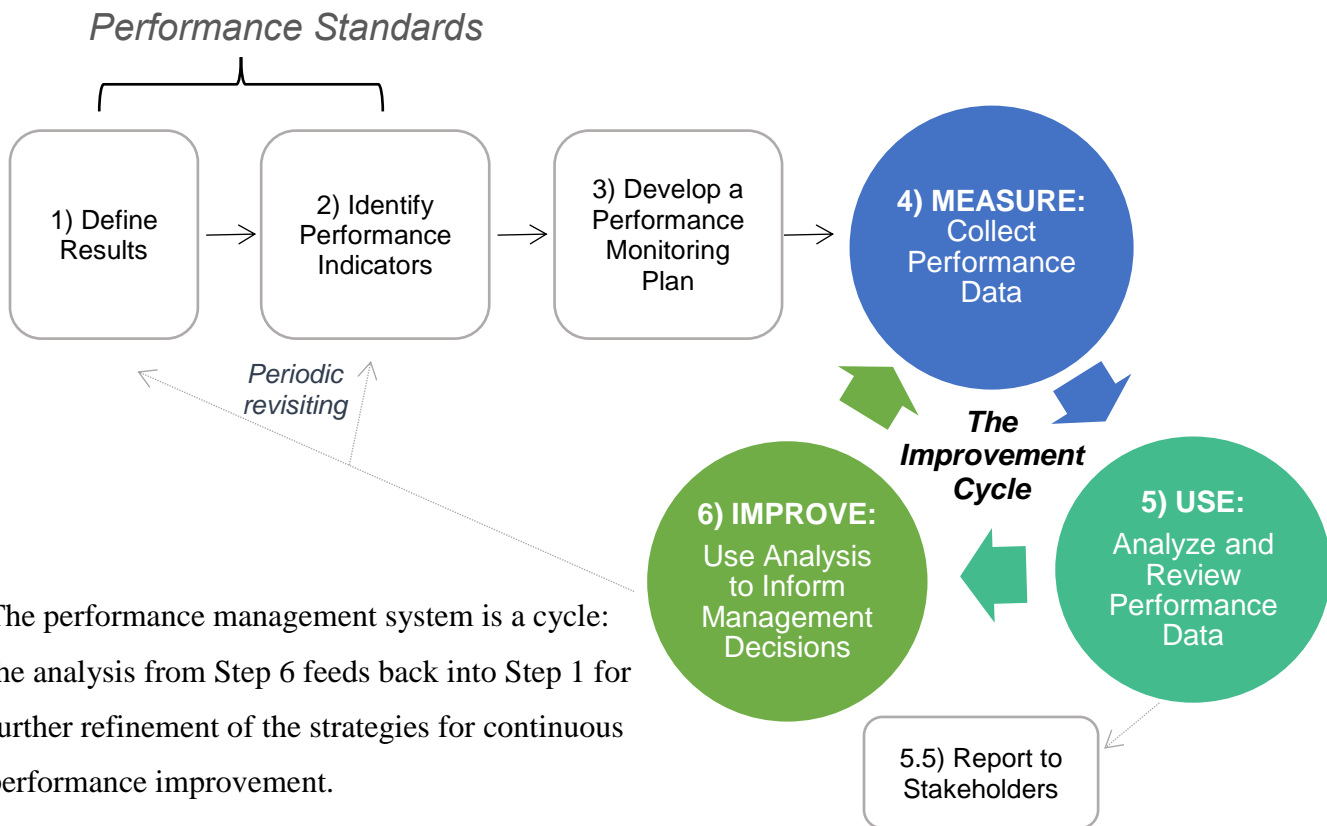 Performance Standards
1) Define
Results
2) Identify
Performance
Indicators
3) Develop a
Performance
Monitoring
Plan
4) MEASURE:
Collect
Performance
Data
Periodic
revisiting
The
Improvement
Cycle
5) USE:
Analyze and
Review
Performance
Data
6) IMPROVE:
Use Analysis
to Inform
Management
Decisions
5.5) Report to
Stakeholders
The performance management system is a cycle:
the analysis from Step 6 feeds back into Step 1 for
further refinement of the strategies for continuous
performance improvement.